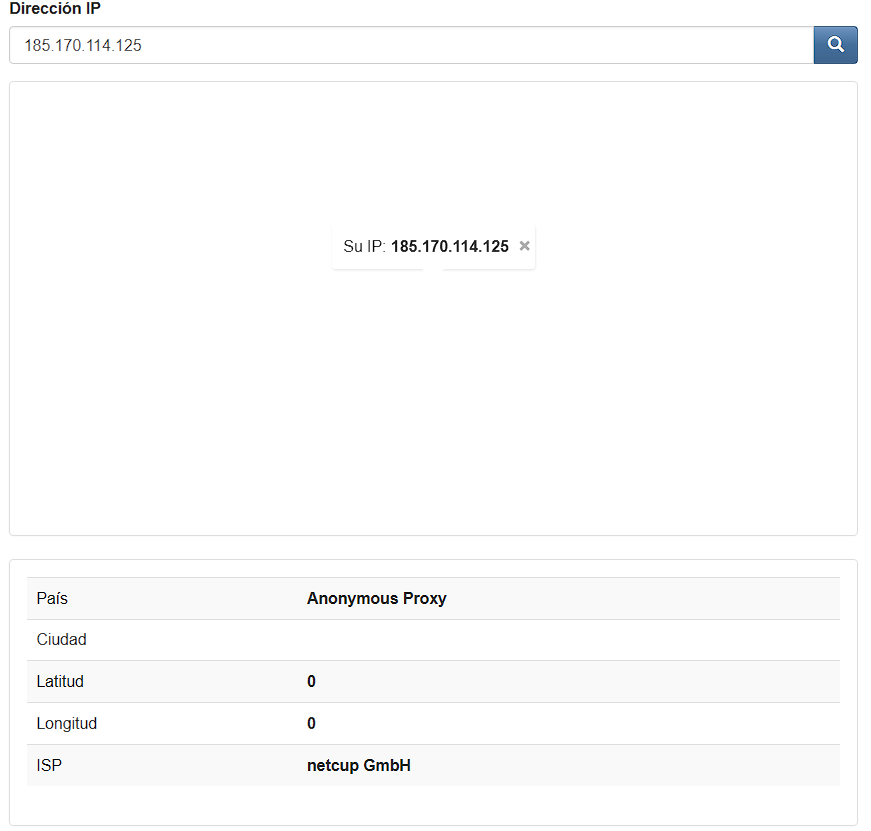 Dirección IP
185.170.114.125
Su IP: 185.170.114.125 ×
País Anonymous Proxy
Ciudad
Latitud 0
Longitud 0
ISP netcup GmbH